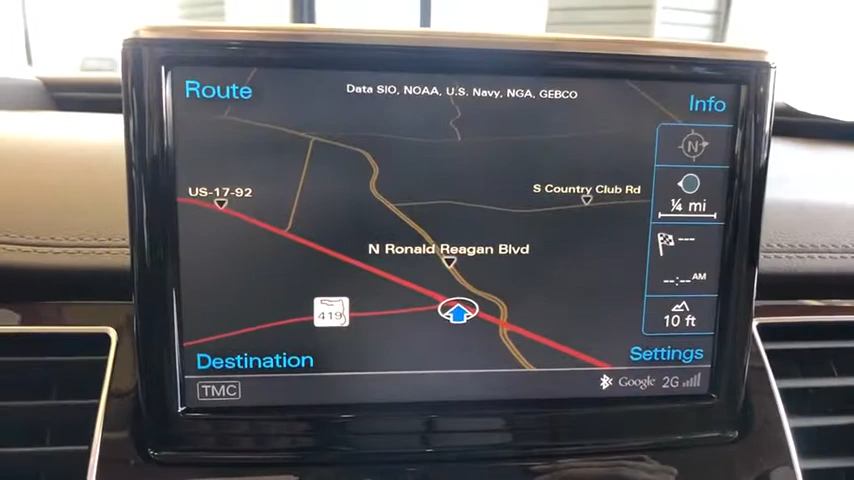 Route
Data SIO, NOAA, U.S. Navy, NGA, GEBCO
Info
N
US-17-92
S Country Club Rd
¼ mi
N Ronald Reagan Blvd
---
--:-- AM
419
10 ft
Destination
Settings
TMC
Google 2G